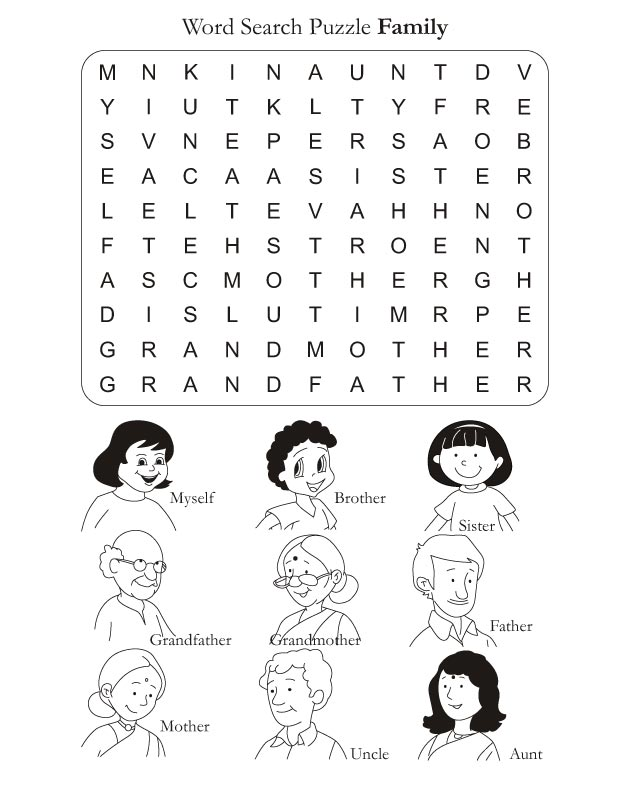 Word Search Puzzle Family
M N K I N A U N T D V
Y I U T K L T Y F R E
S V N E P E R S A O B
E A C A A S I S T E R
L E L T E V A H H N O
F T E H S T R O E N T
A S C M O T H E R G H
D I S L U T I M R P E
G R A N D M O T H E R
G R A N D F A T H E R
Myself
Brother
Sister
Grandfather
Grandmother
Father
Mother
Uncle
Aunt